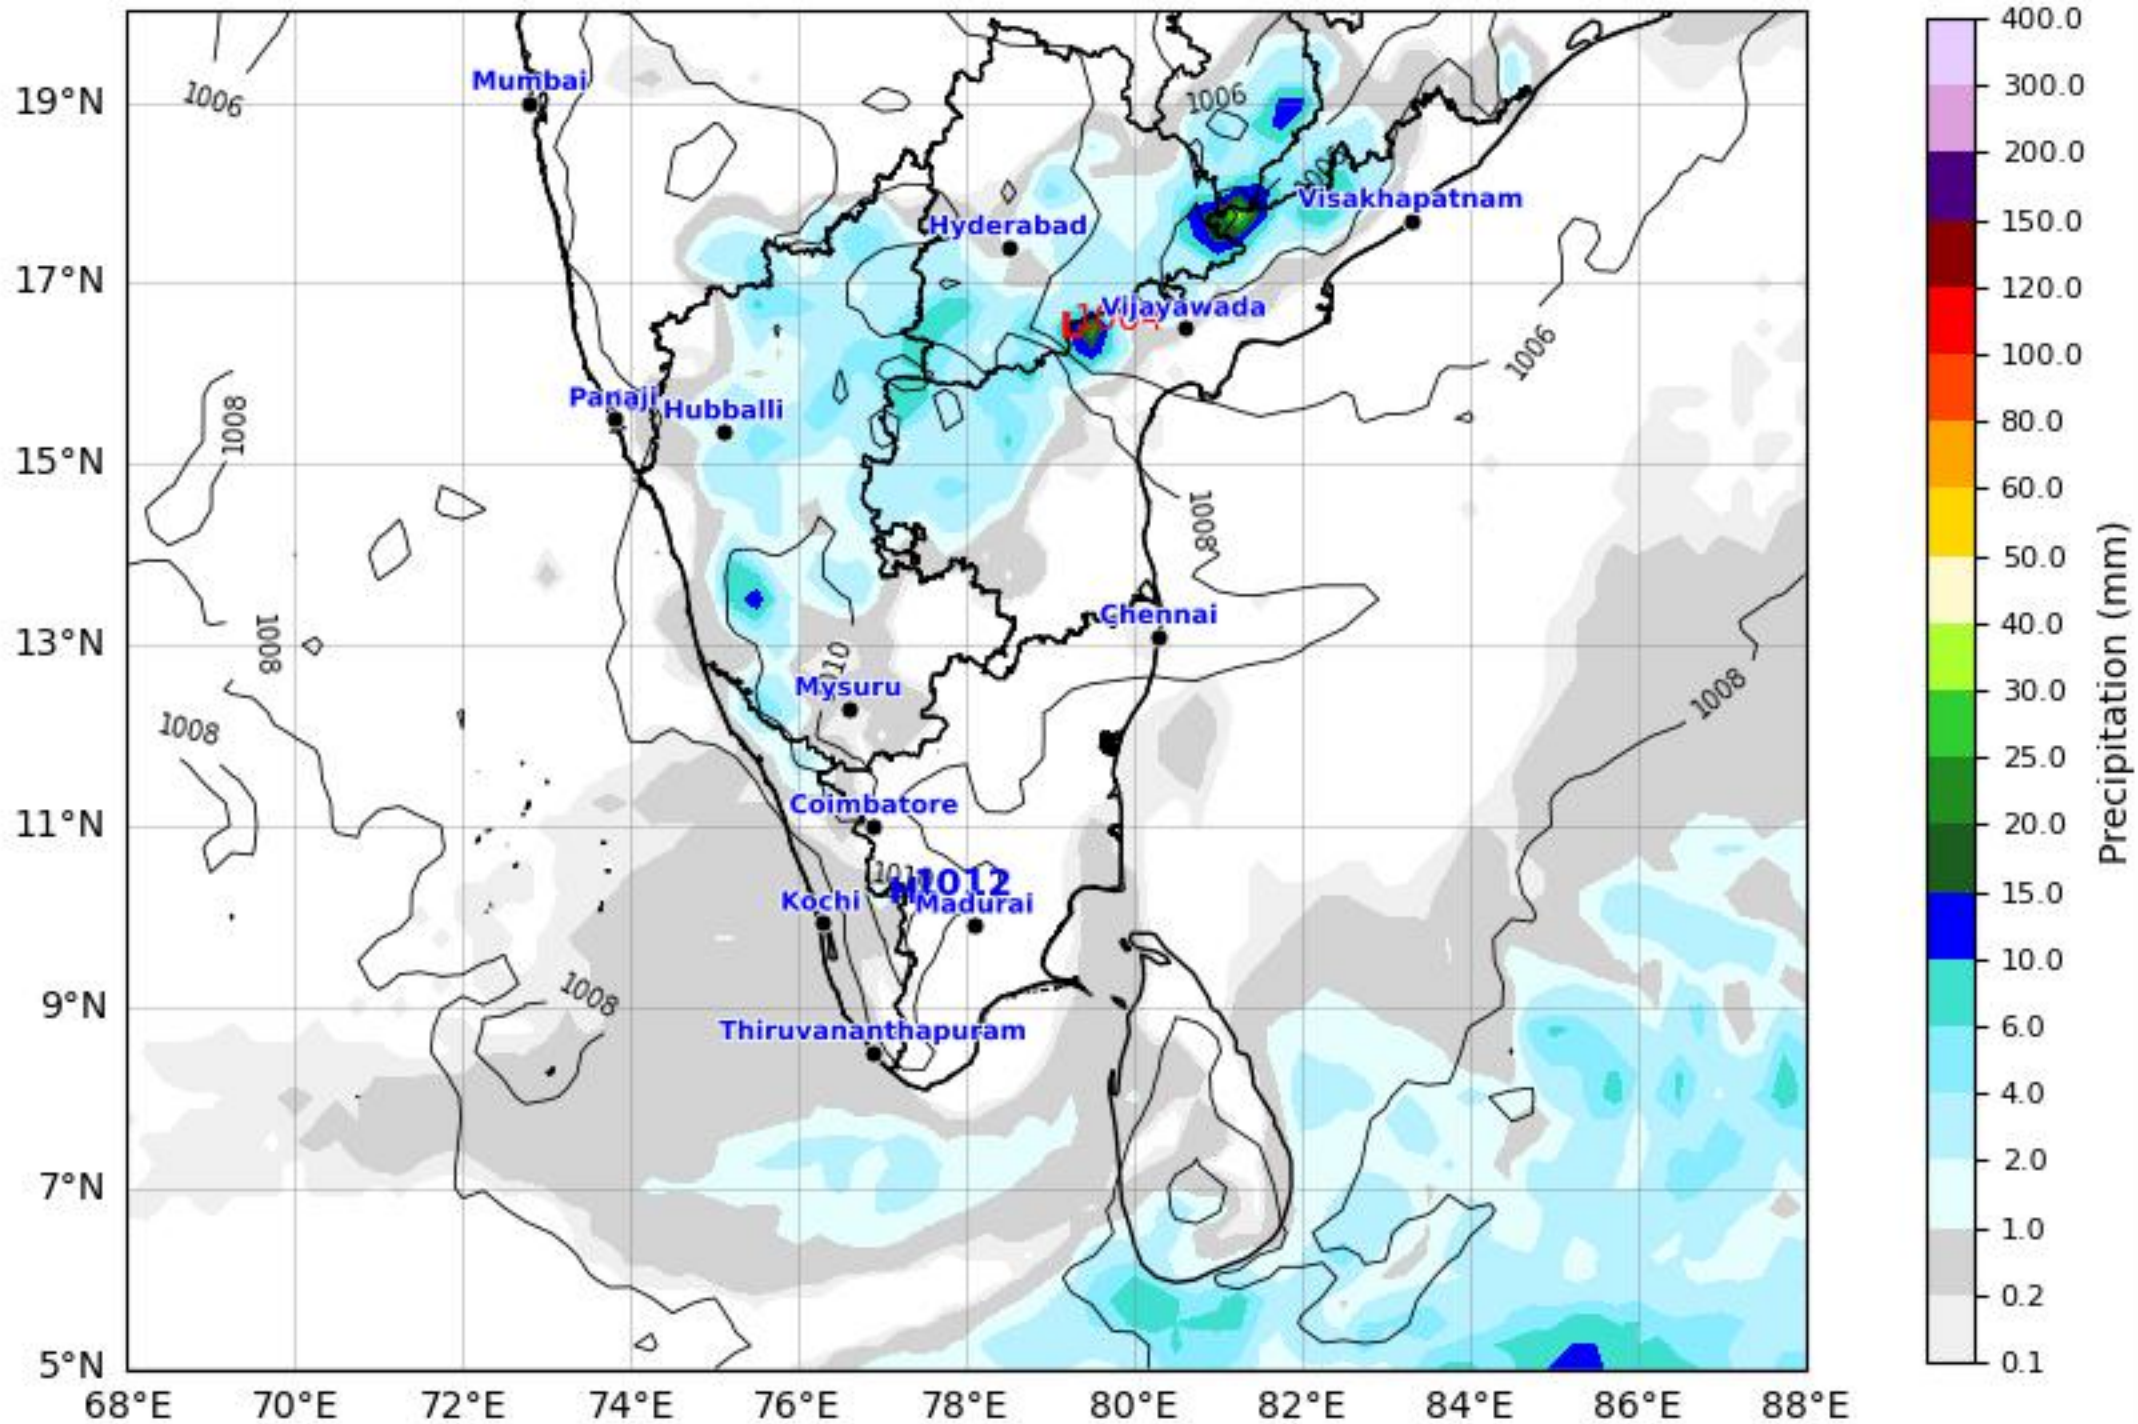 19°N
17°N
15°N
13°N
11°N
9°N
7°N
5°N
68°E 70°E 72°E 74°E 76°E 78°E 80°E 82°E 84°E 86°E 88°E
Mumbai
Hyderabad
Visakhapatnam
Vijayawada
Panaji
Hubballi
Chennai
Mysuru
Coimbatore
Kochi
Madurai
Thiruvananthapuram
1006
1006
1006
1008
1008
1008
1008
1008
1008
H1012
400.0
300.0
200.0
150.0
120.0
100.0
80.0
60.0
50.0
40.0
30.0
25.0
20.0
15.0
10.0
6.0
4.0
2.0
1.0
0.2
0.1
Precipitation (mm)